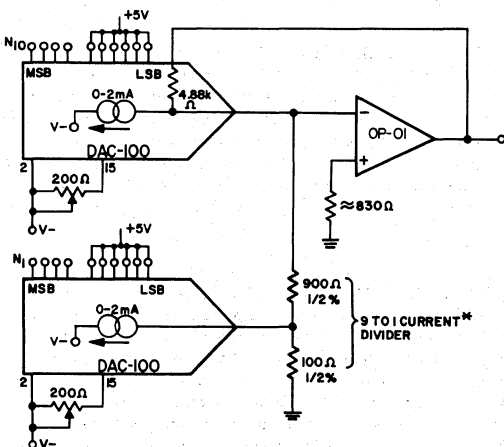 +5V
N10
MSB
LSB
0-2mA
4.88k
Ω
V-
DAC-100
2
15
200Ω
V-
−
OP-01
+
≈830Ω
+5V
N1
MSB
LSB
0-2mA
V-
DAC-100
2
15
200Ω
V-
900Ω
1/2%
9 TO 1 CURRENT*
DIVIDER
100Ω
1/2%